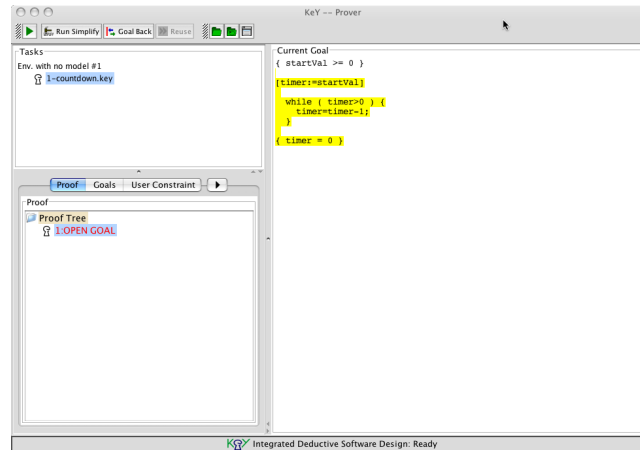 KeY -- Prover
Run Simplify Goal Back Reuse
Tasks
Env. with no model #1
1-countdown.key
Proof Goals User Constraint
Proof
Proof Tree
1:OPEN GOAL
Current Goal
{ startVal >= 0 }
[timer:=startVal]
while ( timer>0 ) {
timer=timer-1;
}
{ timer = 0 }
KeY Integrated Deductive Software Design: Ready